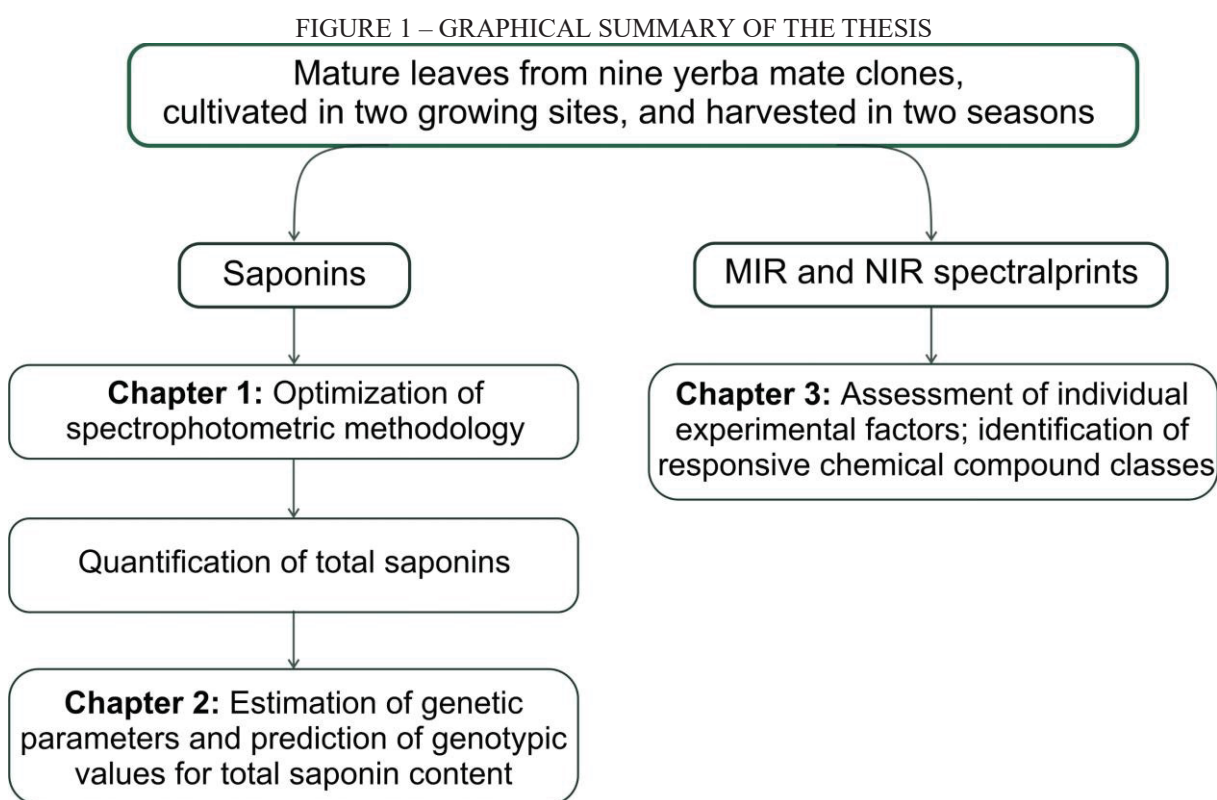 FIGURE 1 – GRAPHICAL SUMMARY OF THE THESIS
Mature leaves from nine yerba mate clones,
cultivated in two growing sites, and harvested in two seasons
Saponins
Chapter 1: Optimization of
spectrophotometric methodology
Quantification of total saponins
Chapter 2: Estimation of genetic
parameters and prediction of genotypic
values for total saponin content
MIR and NIR spectralprints
Chapter 3: Assessment of individual
experimental factors; identification of
responsive chemical compound classes